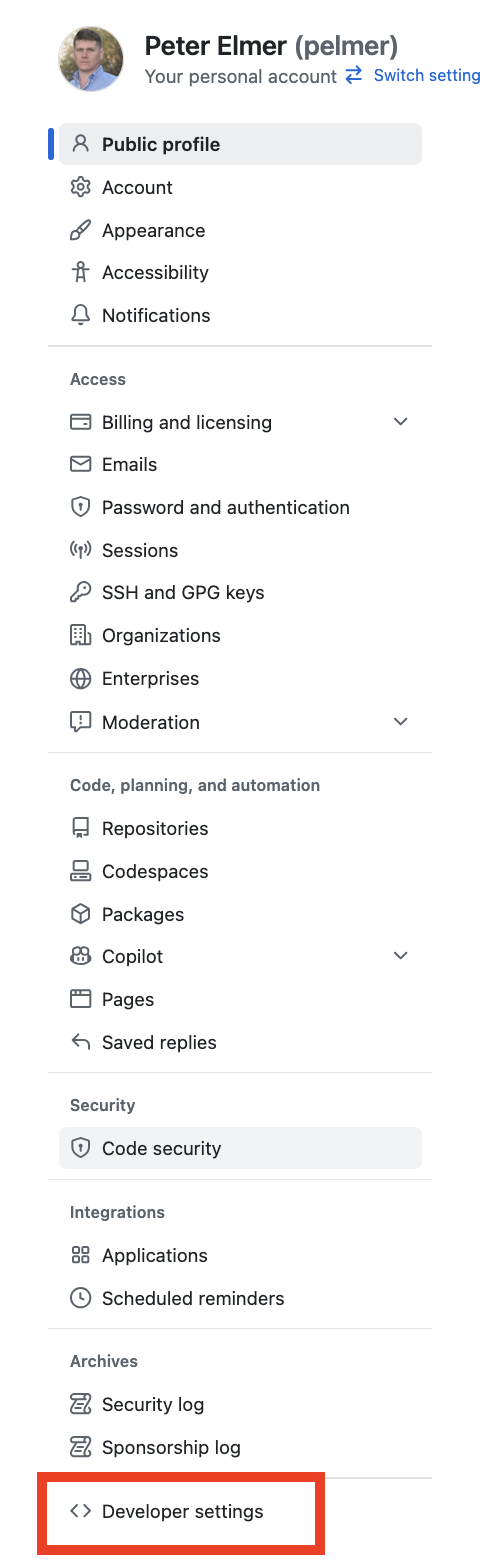 Peter Elmer (pelmer)
Your personal account Switch setting
Public profile
Account
Appearance
Accessibility
Notifications
Access
Billing and licensing
Emails
Password and authentication
Sessions
SSH and GPG keys
Organizations
Enterprises
Moderation
Code, planning, and automation
Repositories
Codespaces
Packages
Copilot
Pages
Saved replies
Security
Code security
Integrations
Applications
Scheduled reminders
Archives
Security log
Sponsorship log
Developer settings